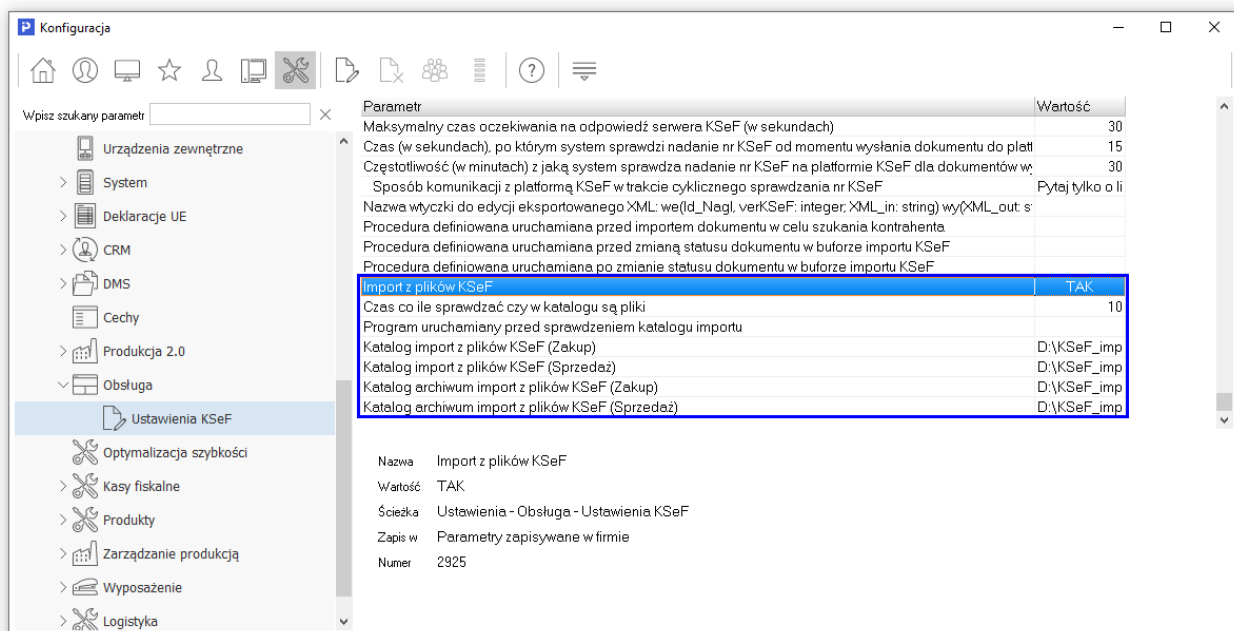 Konfiguracja
Wpisz szukany parametr
Urządzenia zewnętrzne
System
Deklaracje UE
CRM
DMS
Cechy
Produkcja 2.0
Obsługa
Ustawienia KSeF
Optymalizacja szybkości
Kasy fiskalne
Produkty
Zarządzanie produkcją
Wyposażenie
Logistyka
Parametr Wartość
Maksymalny czas oczekiwania na odpowiedź serwera KSeF (w sekundach) 30
Czas (w sekundach), po którym system sprawdzi nadanie nr KSeF od momentu wysłania dokumentu do platf 15
Częstotliwość (w minutach) z jaką system sprawdza nadanie nr KSeF na platformie KSeF dla dokumentów wy 30
Sposób komunikacji z platformą KSeF w trakcie cyklicznego sprawdzania nr KSeF Pytaj tylko o li
Nazwa wtyczki do edycji eksportowanego XML: we(Id_Nagl, verKSeF: integer; XML_in: string) wy(XML_out: st
Procedura definiowana uruchamiana przed importem dokumentu w celu szukania kontrahenta
Procedura definiowana uruchamiana przed zmianą statusu dokumentu w buforze importu KSeF
Procedura definiowana uruchamiana po zmianie statusu dokumentu w buforze importu KSeF
Import z plików KSeF TAK
Czas co ile sprawdzać czy w katalogu są pliki 10
Program uruchamiany przed sprawdzeniem katalogu importu
Katalog import z plików KSeF (Zakup) D:\KSeF_imp
Katalog import z plików KSeF (Sprzedaż) D:\KSeF_imp
Katalog archiwum import z plików KSeF (Zakup) D:\KSeF_imp
Katalog archiwum import z plików KSeF (Sprzedaż) D:\KSeF_imp
Nazwa Import z plików KSeF
Wartość TAK
Ścieżka Ustawienia - Obsługa - Ustawienia KSeF
Zapis w Parametry zapisywane w firmie
Numer 2925